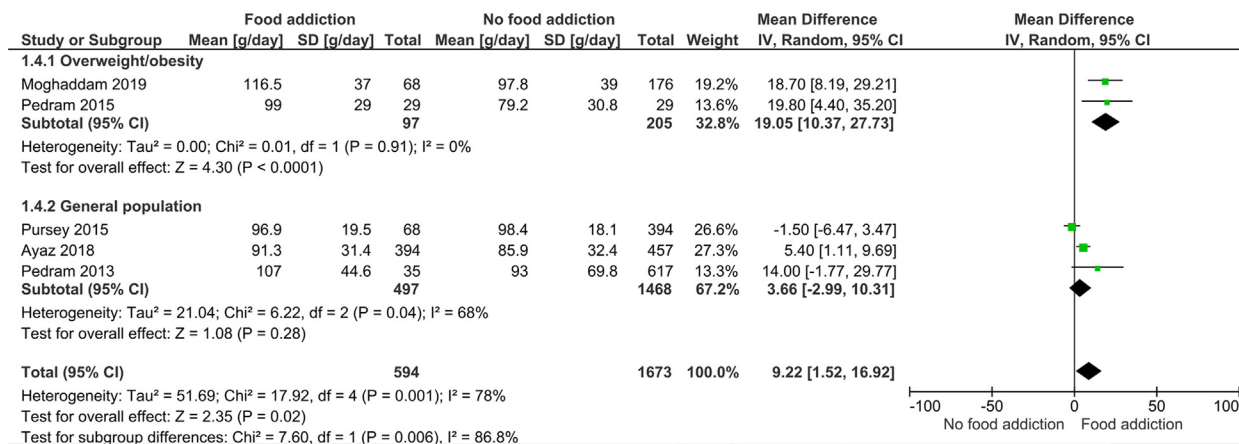 Food addiction No food addiction Mean Difference Mean Difference
Study or Subgroup Mean [g/day] SD [g/day] Total Mean [g/day] SD [g/day] Total Weight IV, Random, 95% CI IV, Random, 95% CI
1.4.1 Overweight/obesity
Moghaddam 2019 116.5 37 68 97.8 39 176 19.2% 18.70 [8.19, 29.21]
Pedram 2015 99 29 29 79.2 30.8 29 13.6% 19.80 [4.40, 35.20]
Subtotal (95% CI) 97 205 32.8% 19.05 [10.37, 27.73]
Heterogeneity: Tau² = 0.00; Chi² = 0.01, df = 1 (P = 0.91); I² = 0%
Test for overall effect: Z = 4.30 (P < 0.0001)
1.4.2 General population
Pursey 2015 96.9 19.5 68 98.4 18.1 394 26.6% -1.50 [-6.47, 3.47]
Ayaz 2018 91.3 31.4 394 85.9 32.4 457 27.3% 5.40 [1.11, 9.69]
Pedram 2013 107 44.6 35 93 69.8 617 13.3% 14.00 [-1.77, 29.77]
Subtotal (95% CI) 497 1468 67.2% 3.66 [-2.99, 10.31]
Heterogeneity: Tau² = 21.04; Chi² = 6.22, df = 2 (P = 0.04); I² = 68%
Test for overall effect: Z = 1.08 (P = 0.28)
Total (95% CI) 594 1673 100.0% 9.22 [1.52, 16.92]
Heterogeneity: Tau² = 51.69; Chi² = 17.92, df = 4 (P = 0.001); I² = 78%
Test for overall effect: Z = 2.35 (P = 0.02)
Test for subgroup differences: Chi² = 7.60, df = 1 (P = 0.006), I² = 86.8%
-100 -50 0 50 100
No food addiction Food addiction